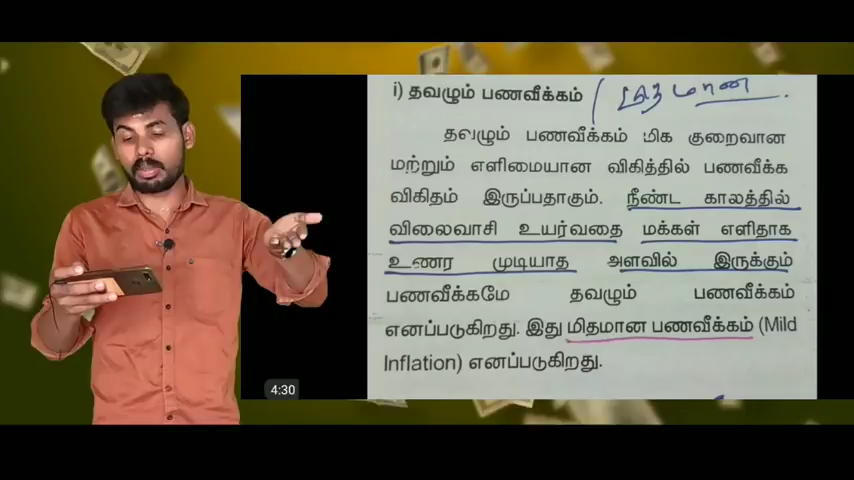 i) தவழும் பணவீக்கம் மிதமான
தவழும் பணவீக்கம் மிக குறைவான
மற்றும் எளிமையான விகித்தில் பணவீக்க
விகிதம் இருப்பதாகும். நீண்ட காலத்தில்
விலைவாசி உயர்வதை மக்கள் எளிதாக
உணர முடியாத அளவில் இருக்கும்
பணவீக்கமே தவழும் பணவீக்கம்
எனப்படுகிறது. இது மிதமான பணவீக்கம் (Mild
Inflation) எனப்படுகிறது.
4:30